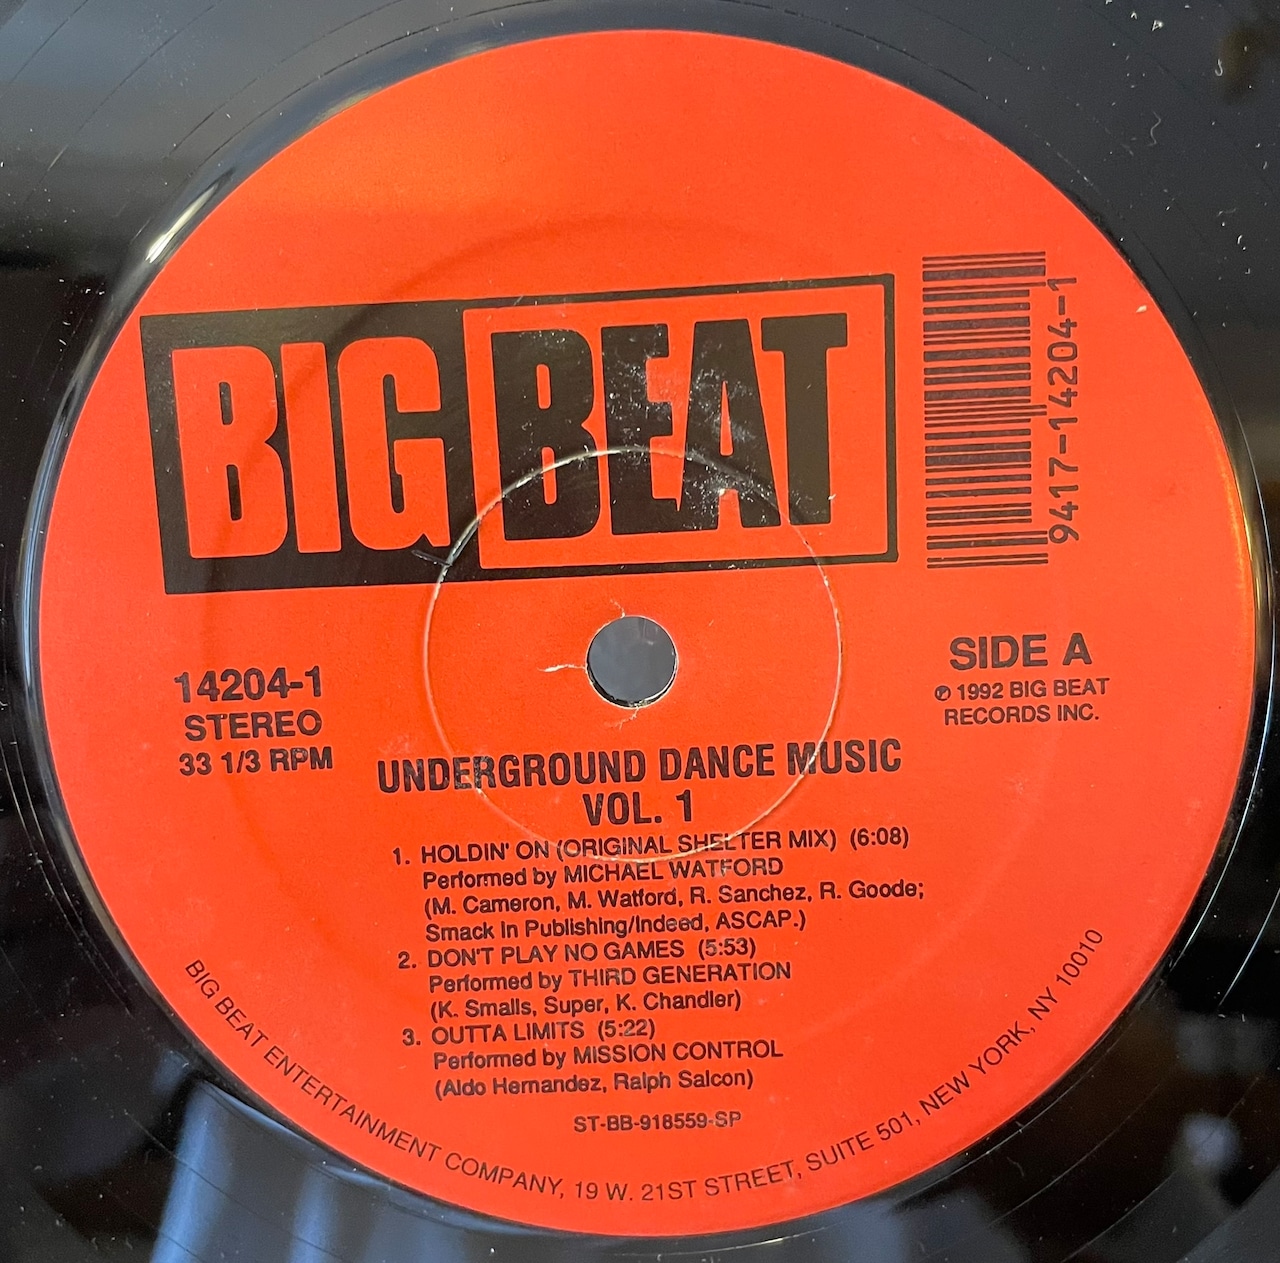 BIG BEAT
9417-14204-1
14204-1
STEREO
33 1/3 RPM
SIDE A
℗ 1992 BIG BEAT
RECORDS INC.
UNDERGROUND DANCE MUSIC
VOL. 1
1. HOLDIN' ON (ORIGINAL SHELTER MIX) (6:08)
Performed by MICHAEL WATFORD
(M. Cameron, M. Watford, R. Sanchez, R. Goode;
Smack In Publishing/Indeed, ASCAP.)
2. DON'T PLAY NO GAMES (5:53)
Performed by THIRD GENERATION
(K. Smalls, Super, K. Chandler)
3. OUTTA LIMITS (5:22)
Performed by MISSION CONTROL
(Aldo Hernandez, Ralph Salcon)
ST-BB-918559-SP
BIG BEAT ENTERTAINMENT COMPANY, 19 W. 21ST STREET, SUITE 501, NEW YORK, NY 10010